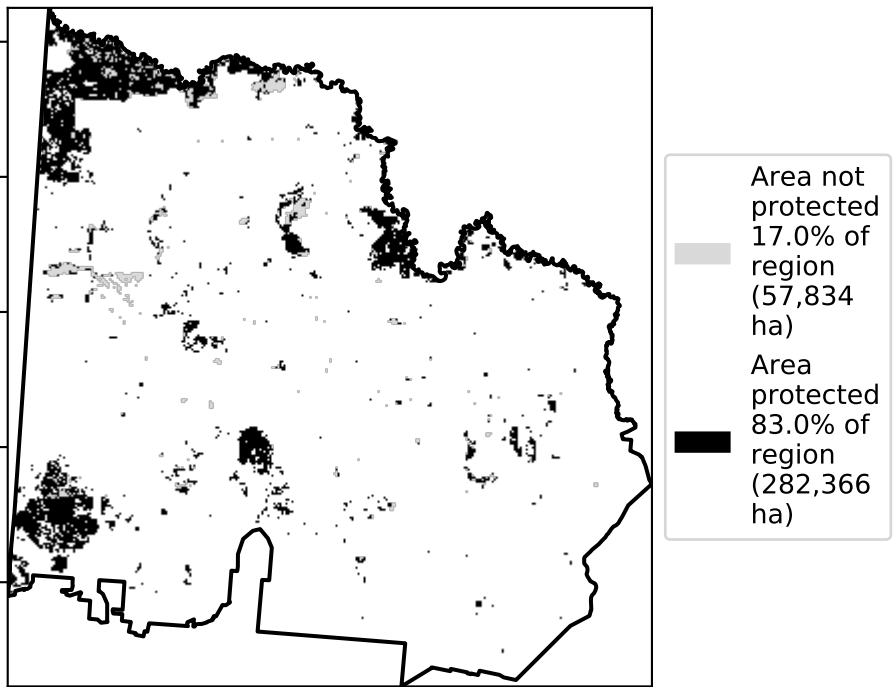 Area not
protected
17.0% of
region
(57,834
ha)
Area
protected
83.0% of
region
(282,366
ha)